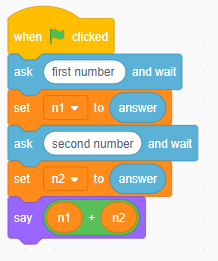 when clicked
ask first number and wait
set n1 to answer
ask second number and wait
set n2 to answer
say n1 + n2